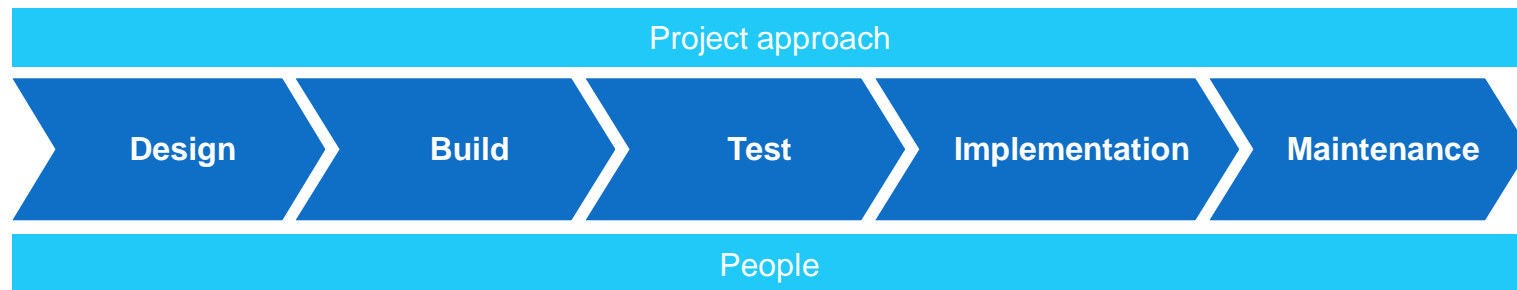 Project approach
Design Build Test Implementation Maintenance
People